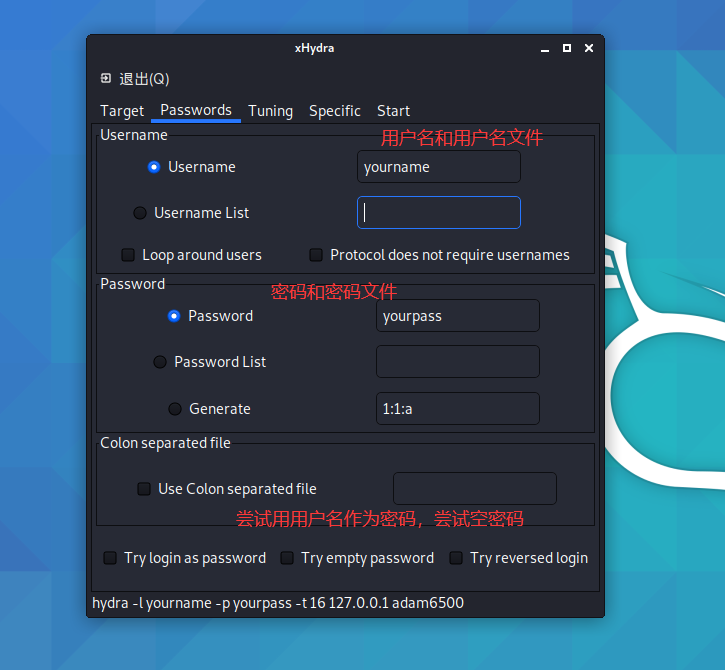 xHydra
退出(Q)
Target Passwords Tuning Specific Start
Username
用户名和用户名文件
Username yourname
Username List
Loop around users Protocol does not require usernames
Password
密码和密码文件
Password yourpass
Password List
Generate 1:1:a
Colon separated file
Use Colon separated file
尝试用用户名作为密码，尝试空密码
Try login as password Try empty password Try reversed login
hydra -l yourname -p yourpass -t 16 127.0.0.1 adam6500